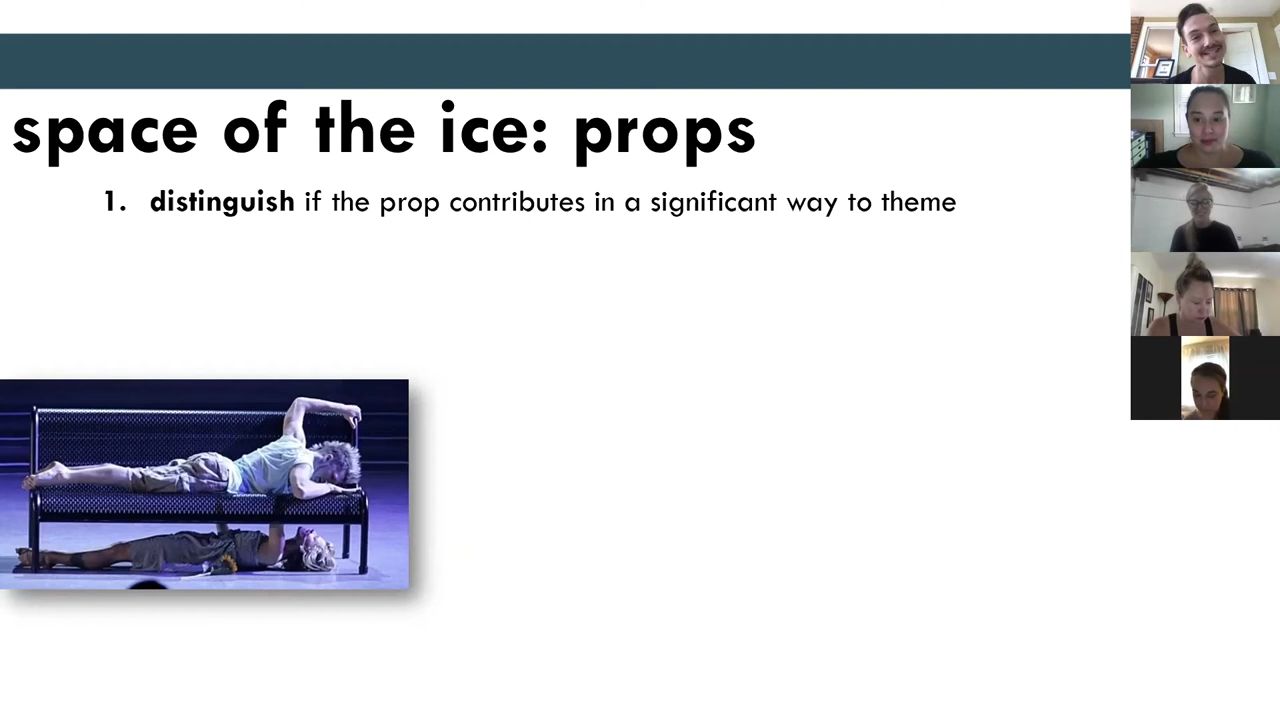 space of the ice: props
1. distinguish if the prop contributes in a significant way to theme